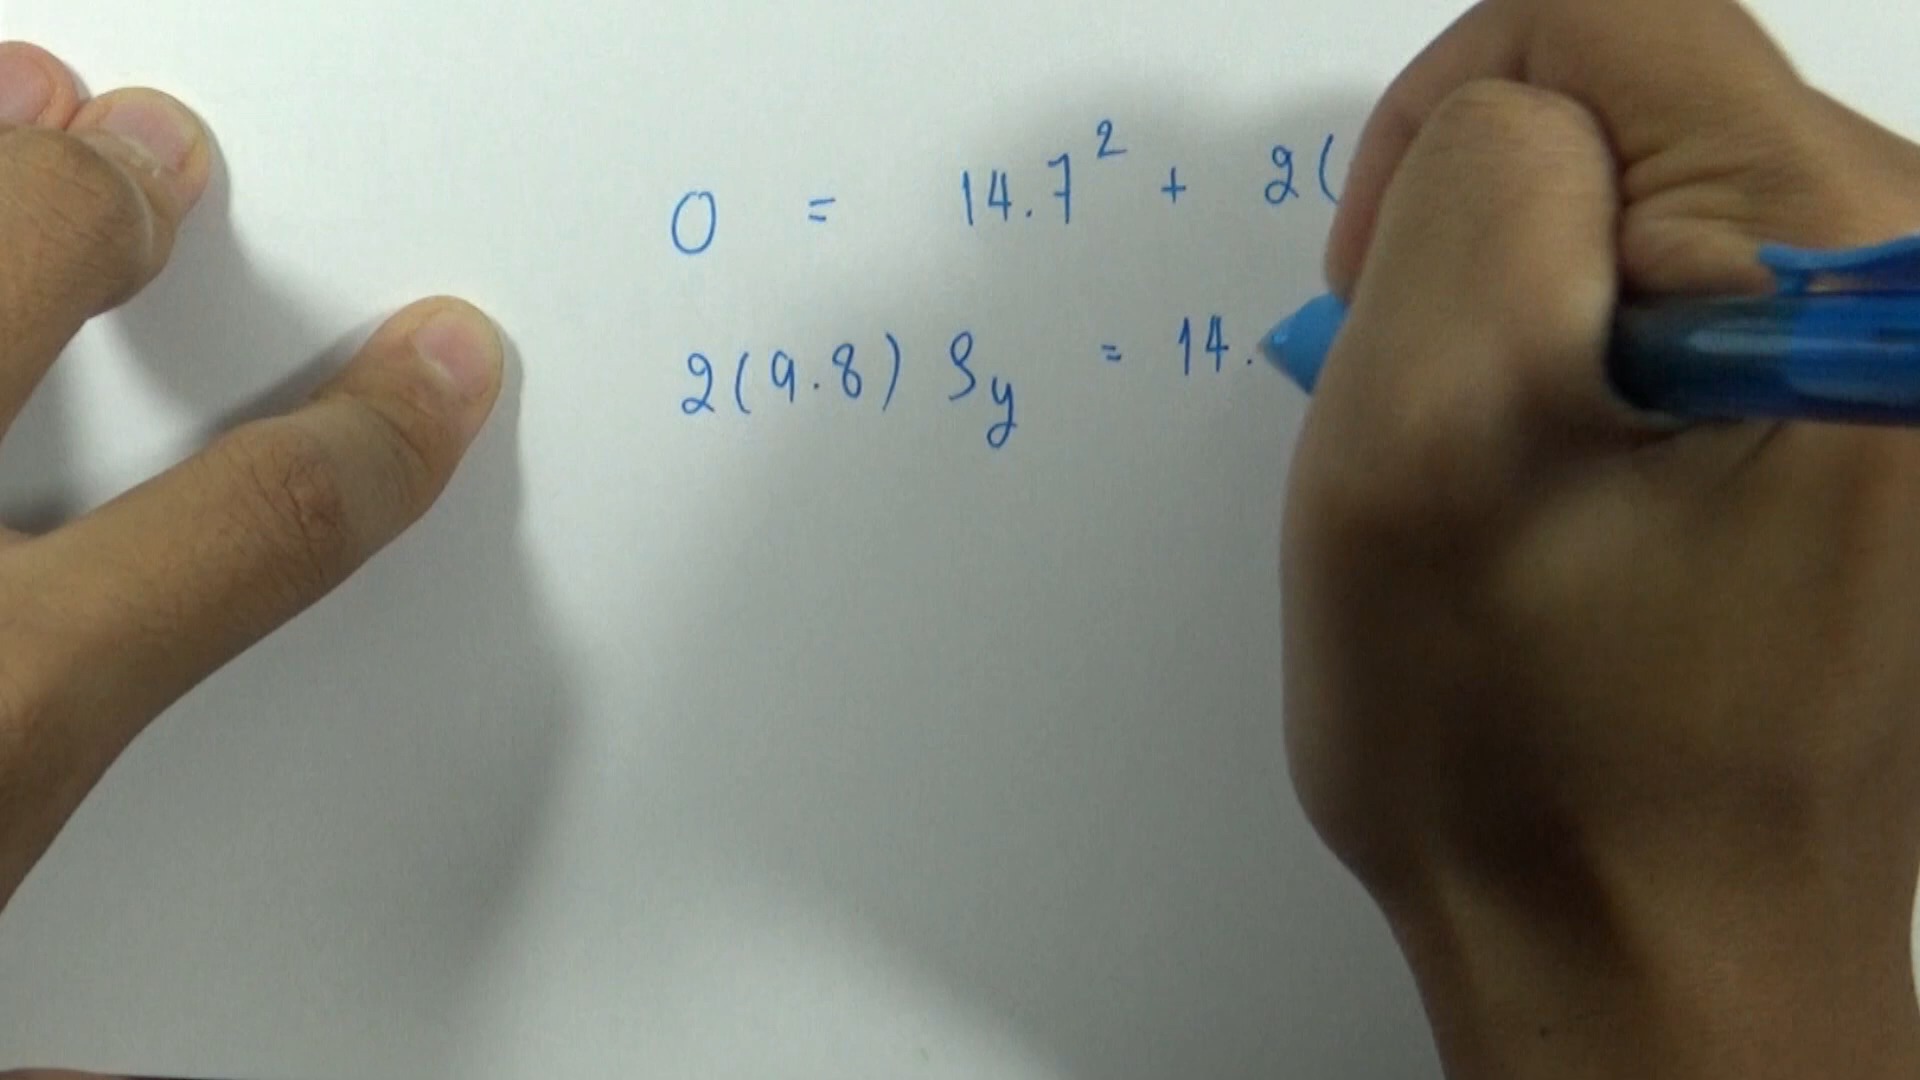 0 = 14.7² + 2(
2(9.8) Sy = 14.